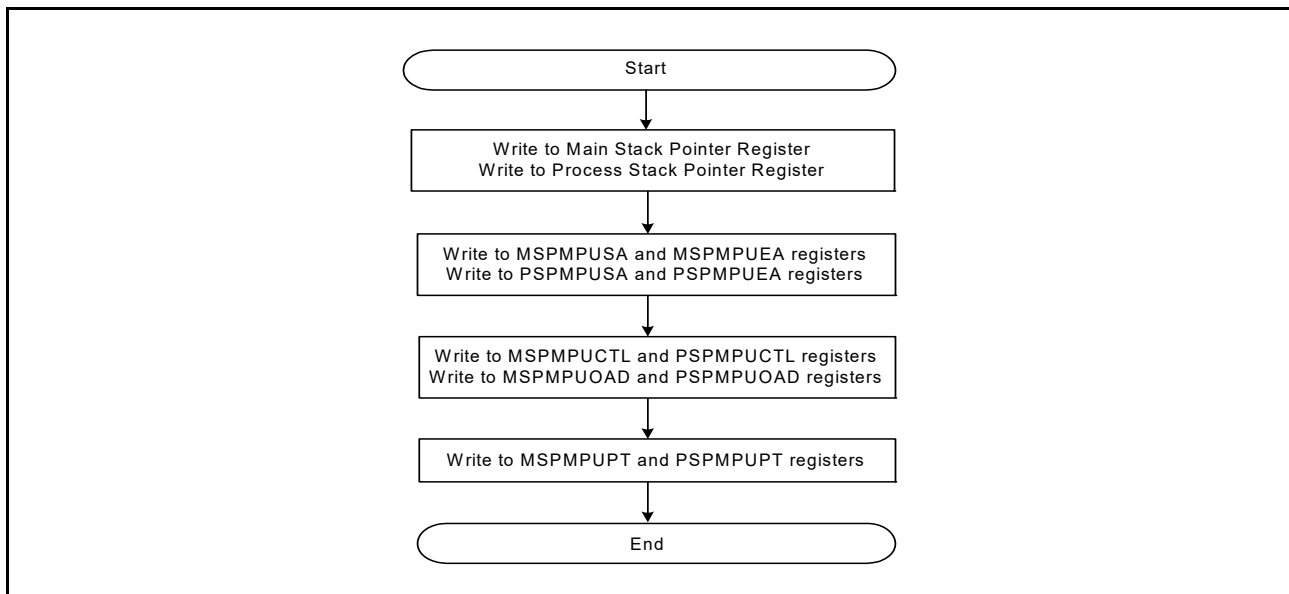 Start
Write to Main Stack Pointer Register
Write to Process Stack Pointer Register
Write to MSPMPUSA and MSPMPUEA registers
Write to PSPMPUSA and PSPMPUEA registers
Write to MSPMPUCTL and PSPMPUCTL registers
Write to MSPMPUOAD and PSPMPUOAD registers
Write to MSPMPUPT and PSPMPUPT registers
End